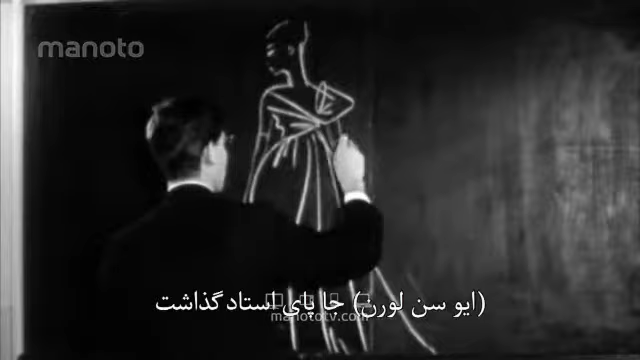 manoto
(ایو سن لورن) جا پای استاد گذاشت
manototv.com